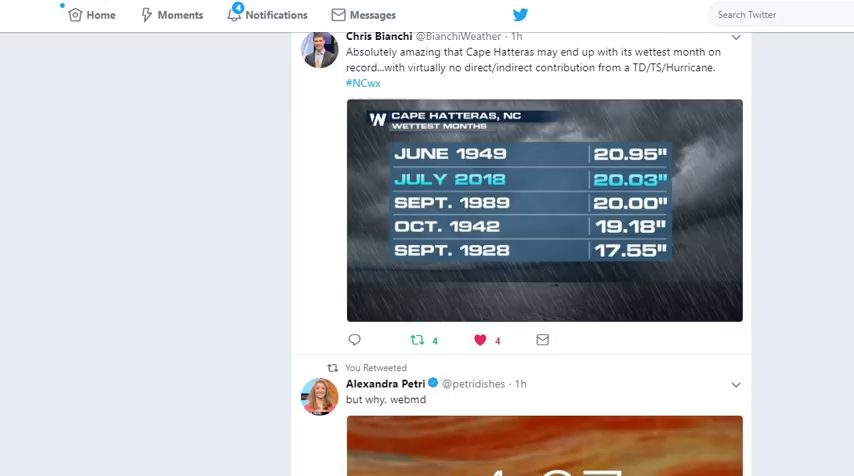 Home
Moments
4
Notifications
Messages
Search Twitter
Chris Bianchi @BianchiWeather · 1h
Absolutely amazing that Cape Hatteras may end up with its wettest month on
record...with virtually no direct/indirect contribution from a TD/TS/Hurricane.
#NCwx
W CAPE HATTERAS, NC
WETTEST MONTHS
JUNE 1949 20.95"
JULY 2018 20.03"
SEPT. 1989 20.00"
OCT. 1942 19.18"
SEPT. 1928 17.55"
4 4
You Retweeted
Alexandra Petri @petridishes · 1h
but why, webmd